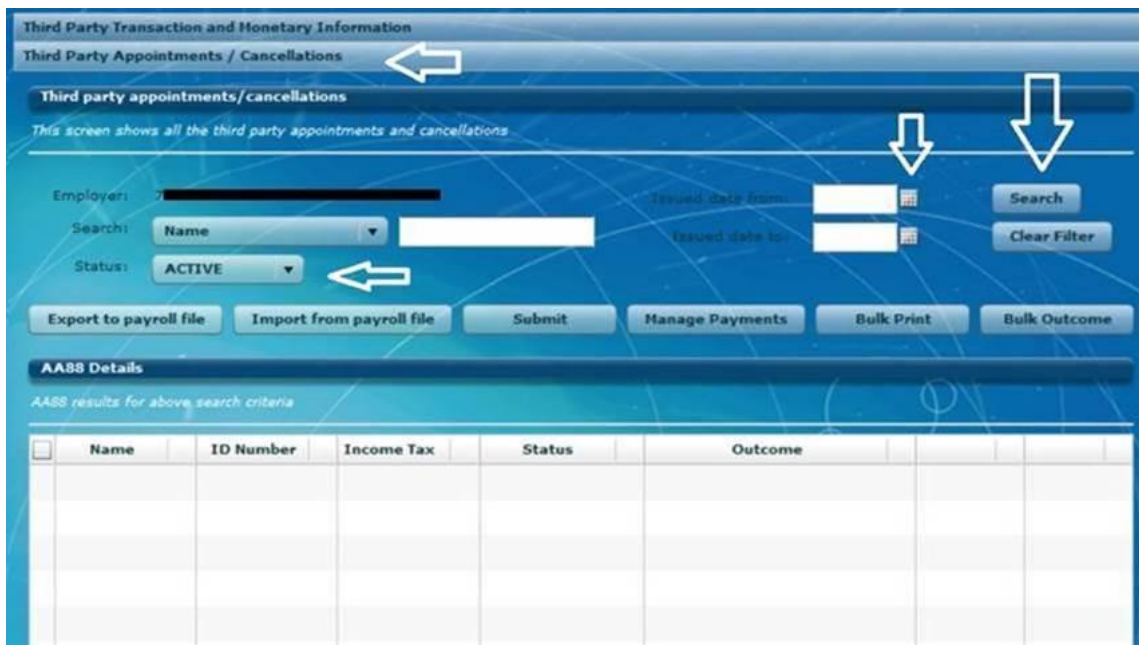 Third Party Transaction and Monetary Information
Third Party Appointments / Cancellations
Third party appointments/cancellations
This screen shows all the third party appointments and cancellations
Employer: Issued date from: Search
Search: Name Issued date to: Clear Filter
Status: ACTIVE
Export to payroll file Import from payroll file Submit Manage Payments Bulk Print Bulk Outcome
AA88 Details
AA88 results for above search criteria
Name ID Number Income Tax Status Outcome